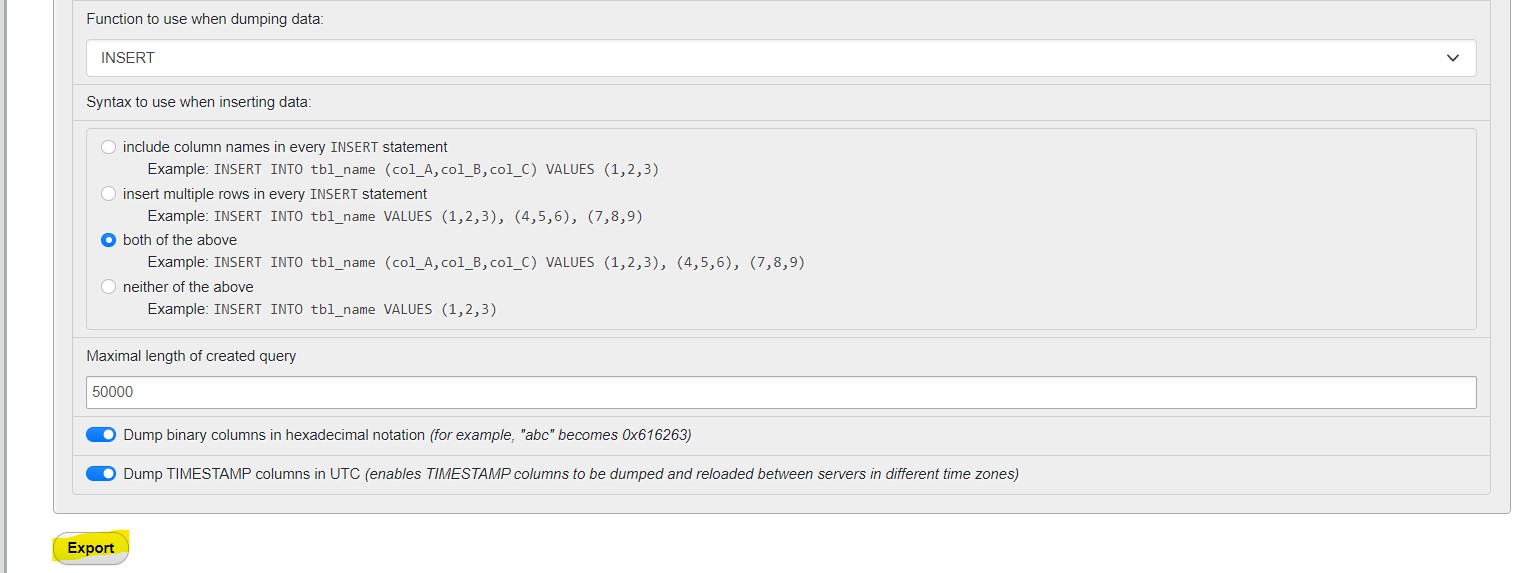 Function to use when dumping data:
INSERT
Syntax to use when inserting data:
include column names in every INSERT statement
Example: INSERT INTO tbl_name (col_A,col_B,col_C) VALUES (1,2,3)
insert multiple rows in every INSERT statement
Example: INSERT INTO tbl_name VALUES (1,2,3), (4,5,6), (7,8,9)
both of the above
Example: INSERT INTO tbl_name (col_A,col_B,col_C) VALUES (1,2,3), (4,5,6), (7,8,9)
neither of the above
Example: INSERT INTO tbl_name VALUES (1,2,3)
Maximal length of created query
50000
Dump binary columns in hexadecimal notation (for example, "abc" becomes 0x616263)
Dump TIMESTAMP columns in UTC (enables TIMESTAMP columns to be dumped and reloaded between servers in different time zones)
Export